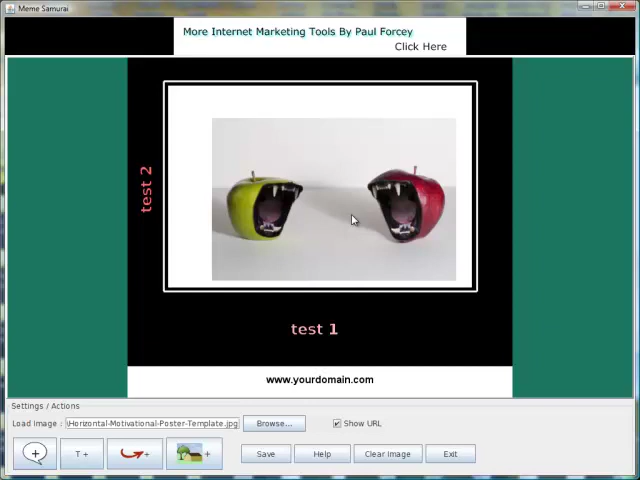 Meme Samurai
More Internet Marketing Tools By Paul Forcey
Click Here
test 2
test 1
www.yourdomain.com
Settings / Actions
Load Image : \Horizontal-Motivational-Poster-Template.jpg Browse... Show URL
T + Save Help Clear Image Exit